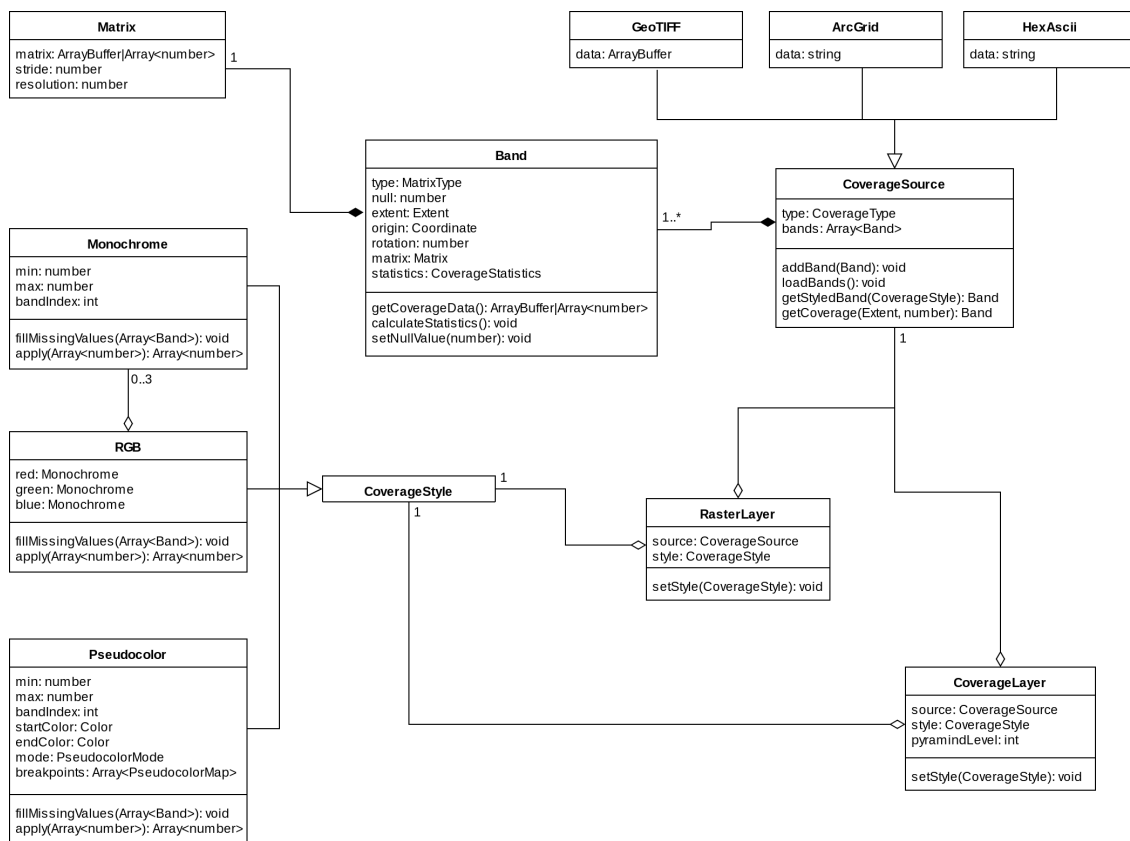 Matrix
matrix: ArrayBuffer|Array<number>
stride: number
resolution: number
1
GeoTIFF
data: ArrayBuffer
ArcGrid
data: string
HexAscii
data: string
Band
type: MatrixType
null: number
extent: Extent
origin: Coordinate
rotation: number
matrix: Matrix
statistics: CoverageStatistics
getCoverageData(): ArrayBuffer|Array<number>
calculateStatistics(): void
setNullValue(number): void
1..*
CoverageSource
type: CoverageType
bands: Array<Band>
addBand(Band): void
loadBands(): void
getStyledBand(CoverageStyle): Band
getCoverage(Extent, number): Band
1
Monochrome
min: number
max: number
bandIndex: int
fillMissingValues(Array<Band>): void
apply(Array<number>): Array<number>
0..3
RGB
red: Monochrome
green: Monochrome
blue: Monochrome
fillMissingValues(Array<Band>): void
apply(Array<number>): Array<number>
CoverageStyle
1
1
RasterLayer
source: CoverageSource
style: CoverageStyle
setStyle(CoverageStyle): void
Pseudocolor
min: number
max: number
bandIndex: int
startColor: Color
endColor: Color
mode: PseudocolorMode
breakpoints: Array<PseudocolorMap>
fillMissingValues(Array<Band>): void
apply(Array<number>): Array<number>
CoverageLayer
source: CoverageSource
style: CoverageStyle
pyramindLevel: int
setStyle(CoverageStyle): void